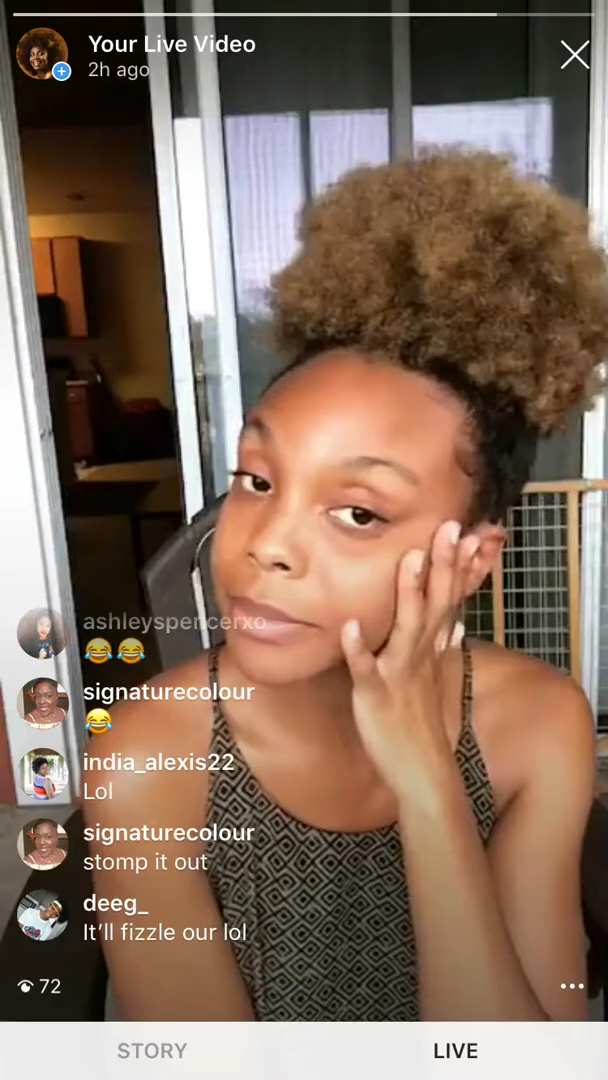 Your Live Video
2h ago
ashleyspencerxo
😂😂
signaturecolour
😂
india_alexis22
Lol
signaturecolour
stomp it out
deeg_
It’ll fizzle our lol
72
STORY
LIVE